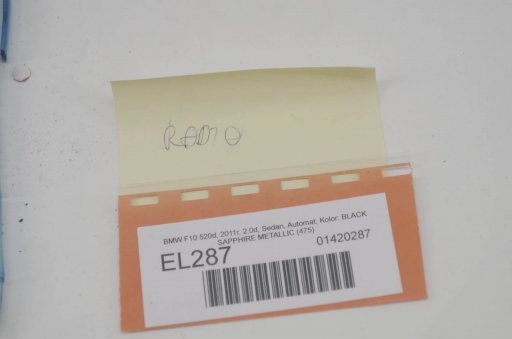 RADIO
BMW F10 520d, 2011r, 2.0d, Sedan, Automat, Kolor: BLACK
SAPPHIRE METALLIC (475)
EL287
01420287